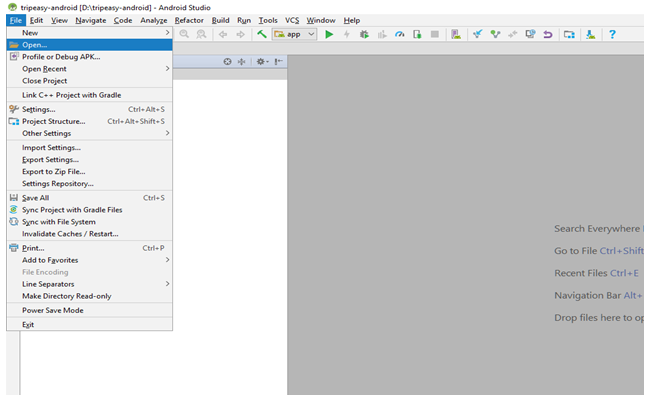 tripeasy-android [D:\tripeasy-android] - Android Studio
File Edit View Navigate Code Analyze Refactor Build Run Tools VCS Window Help
app
New
Open...
Profile or Debug APK...
Open Recent
Close Project
Link C++ Project with Gradle
Settings... Ctrl+Alt+S
Project Structure... Ctrl+Alt+Shift+S
Other Settings
Import Settings...
Export Settings...
Export to Zip File...
Settings Repository...
Save All Ctrl+S
Sync Project with Gradle Files
Sync with File System
Invalidate Caches / Restart...
Print... Ctrl+P
Add to Favorites
File Encoding
Line Separators
Make Directory Read-only
Power Save Mode
Exit
Search Everywhere
Go to File Ctrl+Shift
Recent Files Ctrl+E
Navigation Bar Alt+
Drop files here to op